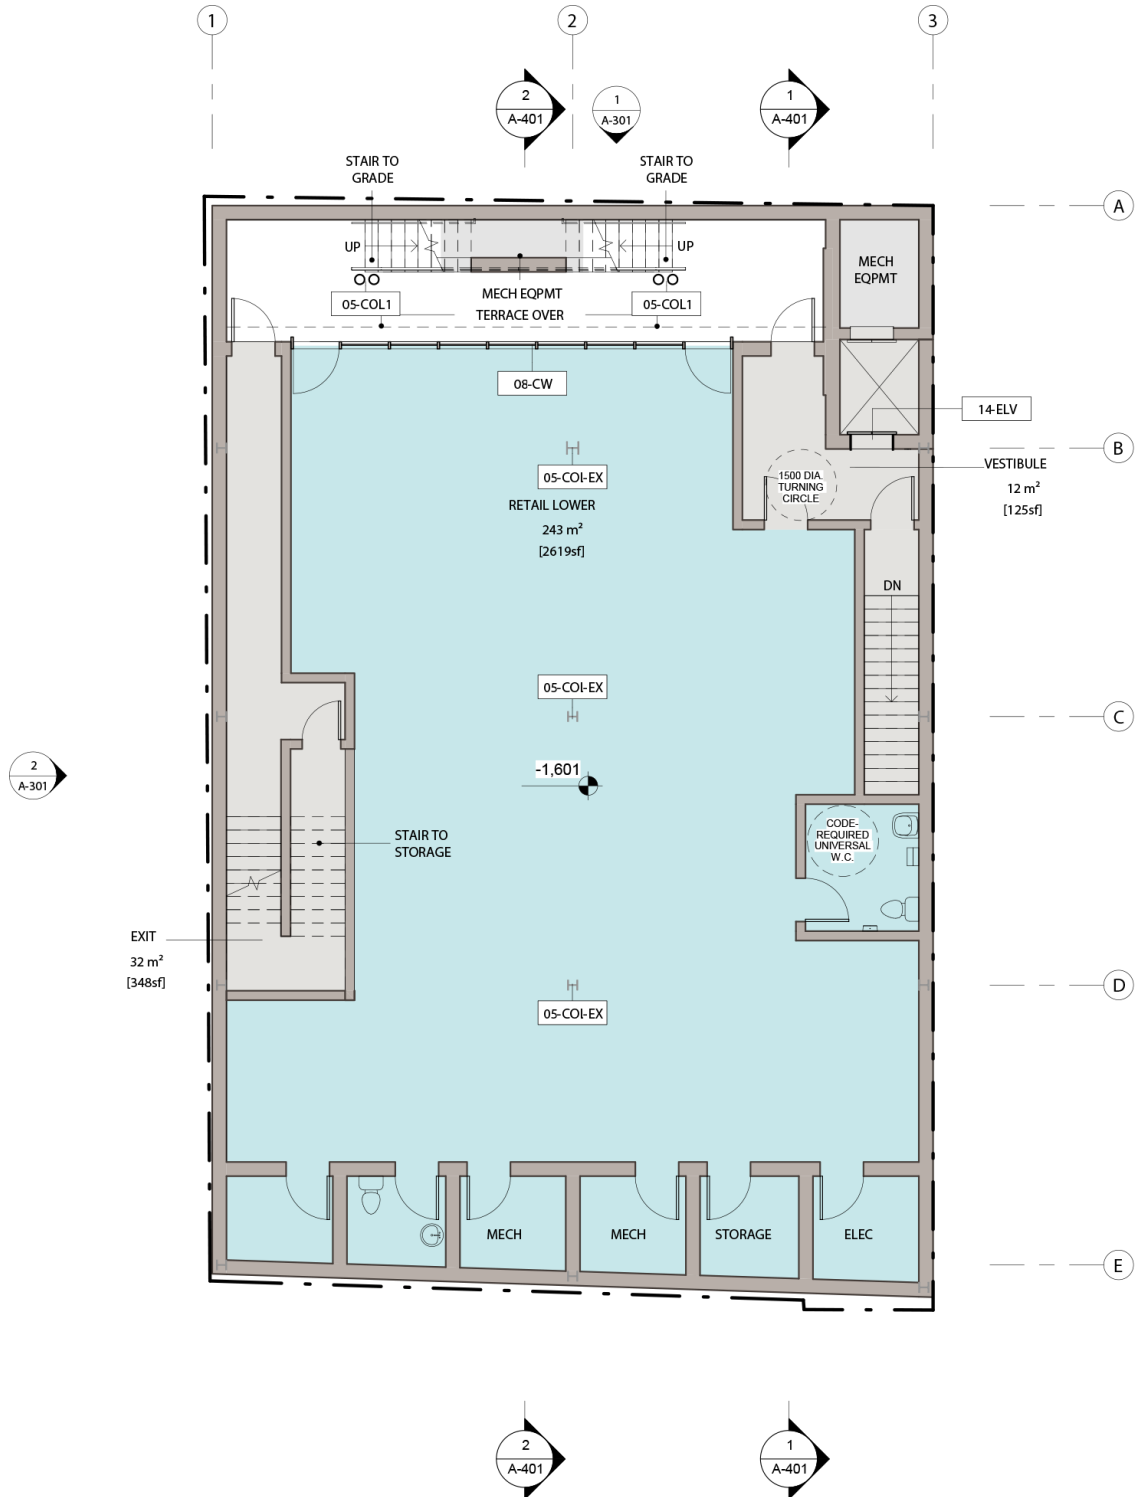 1
2
3
2
A-401
1
A-301
1
A-401
STAIR TO
GRADE
STAIR TO
GRADE
A
UP
UP
MECH
EQPMT
MECH EQPMT
05-COL1
05-COL1
TERRACE OVER
08-CW
14-ELV
B
05-COI-EX
1500 DIA.
TURNING
CIRCLE
VESTIBULE
12 m²
[125sf]
RETAIL LOWER
243 m²
[2619sf]
DN
05-COI-EX
C
-1,601
2
A-301
STAIR TO
STORAGE
CODE-
REQUIRED
UNIVERSAL
W.C.
EXIT
32 m²
[348sf]
D
05-COI-EX
MECH
MECH
STORAGE
ELEC
E
2
A-401
1
A-401